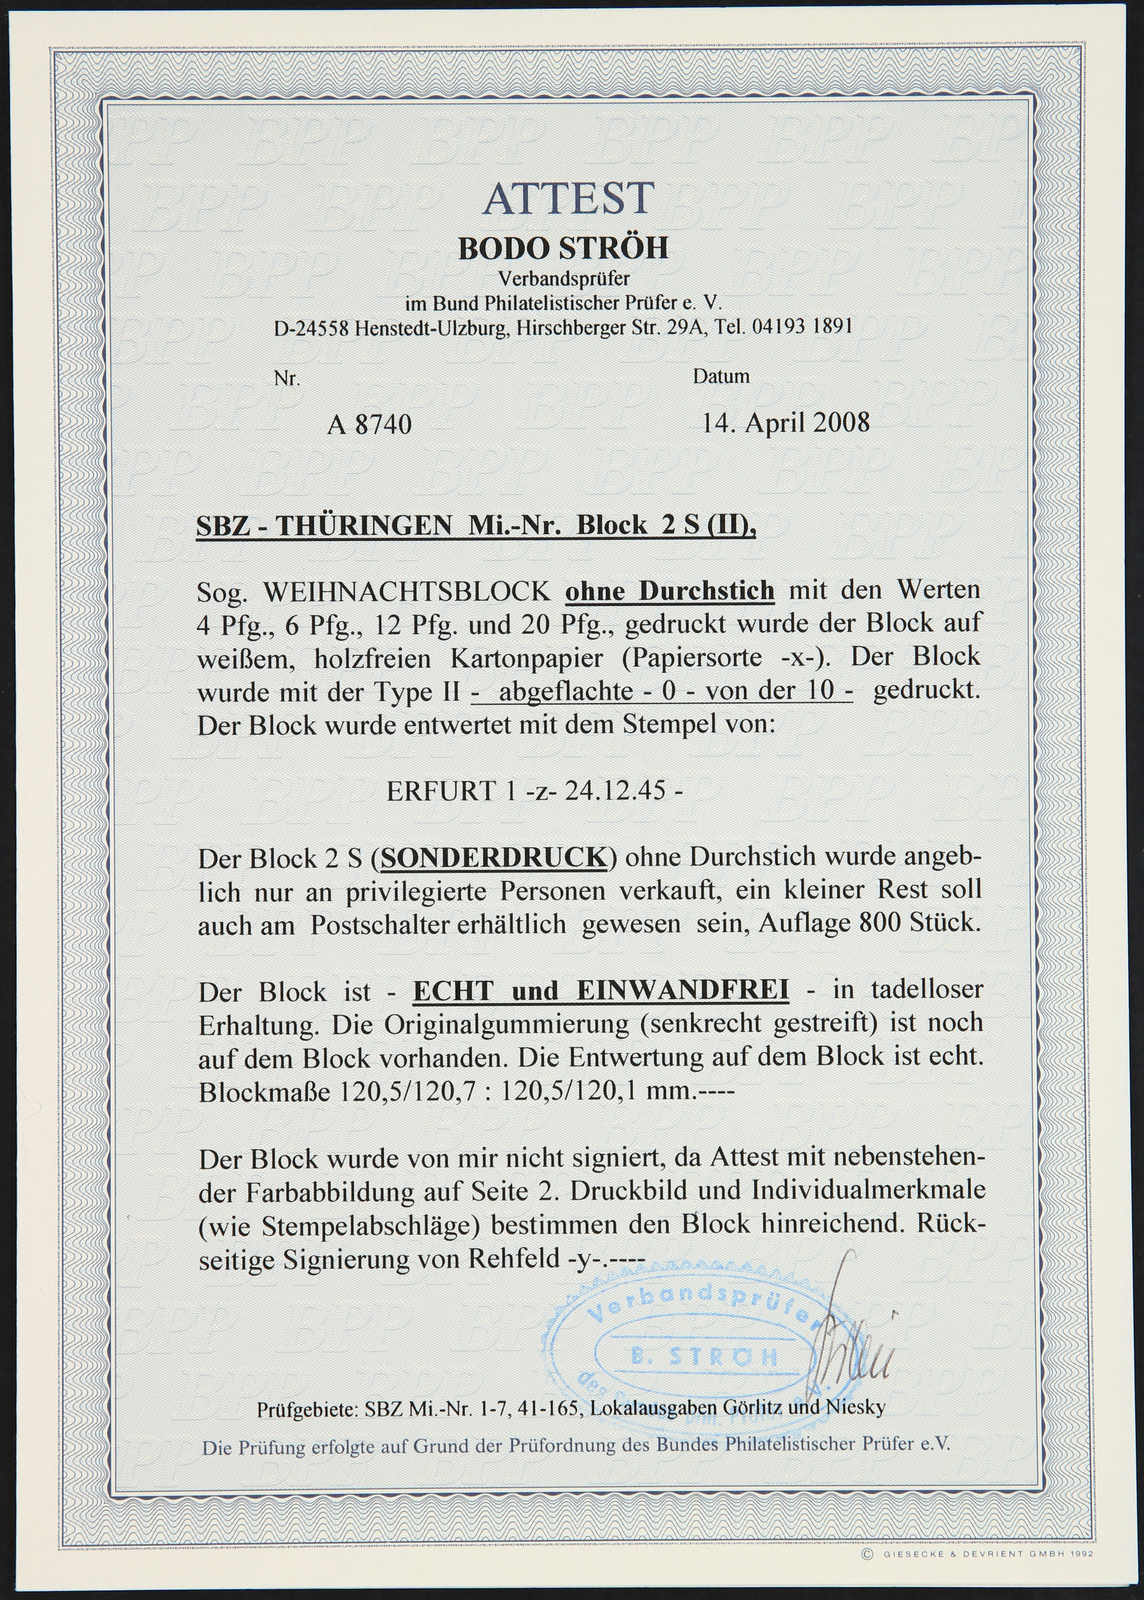 ATTEST
BODO STRÖH
Verbandsprüfer
im Bund Philatelistischer Prüfer e. V.
D-24558 Henstedt-Ulzburg, Hirschberger Str. 29A, Tel. 04193 1891
Nr. Datum
A 8740 14. April 2008
SBZ - THÜRINGEN Mi.-Nr. Block 2 S (II),
Sog. WEIHNACHTSBLOCK ohne Durchstich mit den Werten
4 Pfg., 6 Pfg., 12 Pfg. und 20 Pfg., gedruckt wurde der Block auf
weißem, holzfreien Kartonpapier (Papiersorte -x-). Der Block
wurde mit der Type II - abgeflachte - 0 - von der 10 - gedruckt.
Der Block wurde entwertet mit dem Stempel von:
ERFURT 1 -z- 24.12.45 -
Der Block 2 S (SONDERDRUCK) ohne Durchstich wurde angeb-
lich nur an privilegierte Personen verkauft, ein kleiner Rest soll
auch am Postschalter erhältlich gewesen sein, Auflage 800 Stück.
Der Block ist - ECHT und EINWANDFREI - in tadelloser
Erhaltung. Die Originalgummierung (senkrecht gestreift) ist noch
auf dem Block vorhanden. Die Entwertung auf dem Block ist echt.
Blockmaße 120,5/120,7 : 120,5/120,1 mm.----
Der Block wurde von mir nicht signiert, da Attest mit nebenstehen-
der Farbabbildung auf Seite 2. Druckbild und Individualmerkmale
(wie Stempelabschläge) bestimmen den Block hinreichend. Rück-
seitige Signierung von Rehfeld -y-.----
Verbandsprüfer
B. STRÖH
des
Prüfgebiete: SBZ Mi.-Nr. 1-7, 41-165, Lokalausgaben Görlitz und Niesky
Die Prüfung erfolgte auf Grund der Prüfordnung des Bundes Philatelistischer Prüfer e.V.
© GIESECKE & DEVRIENT GMBH 1992